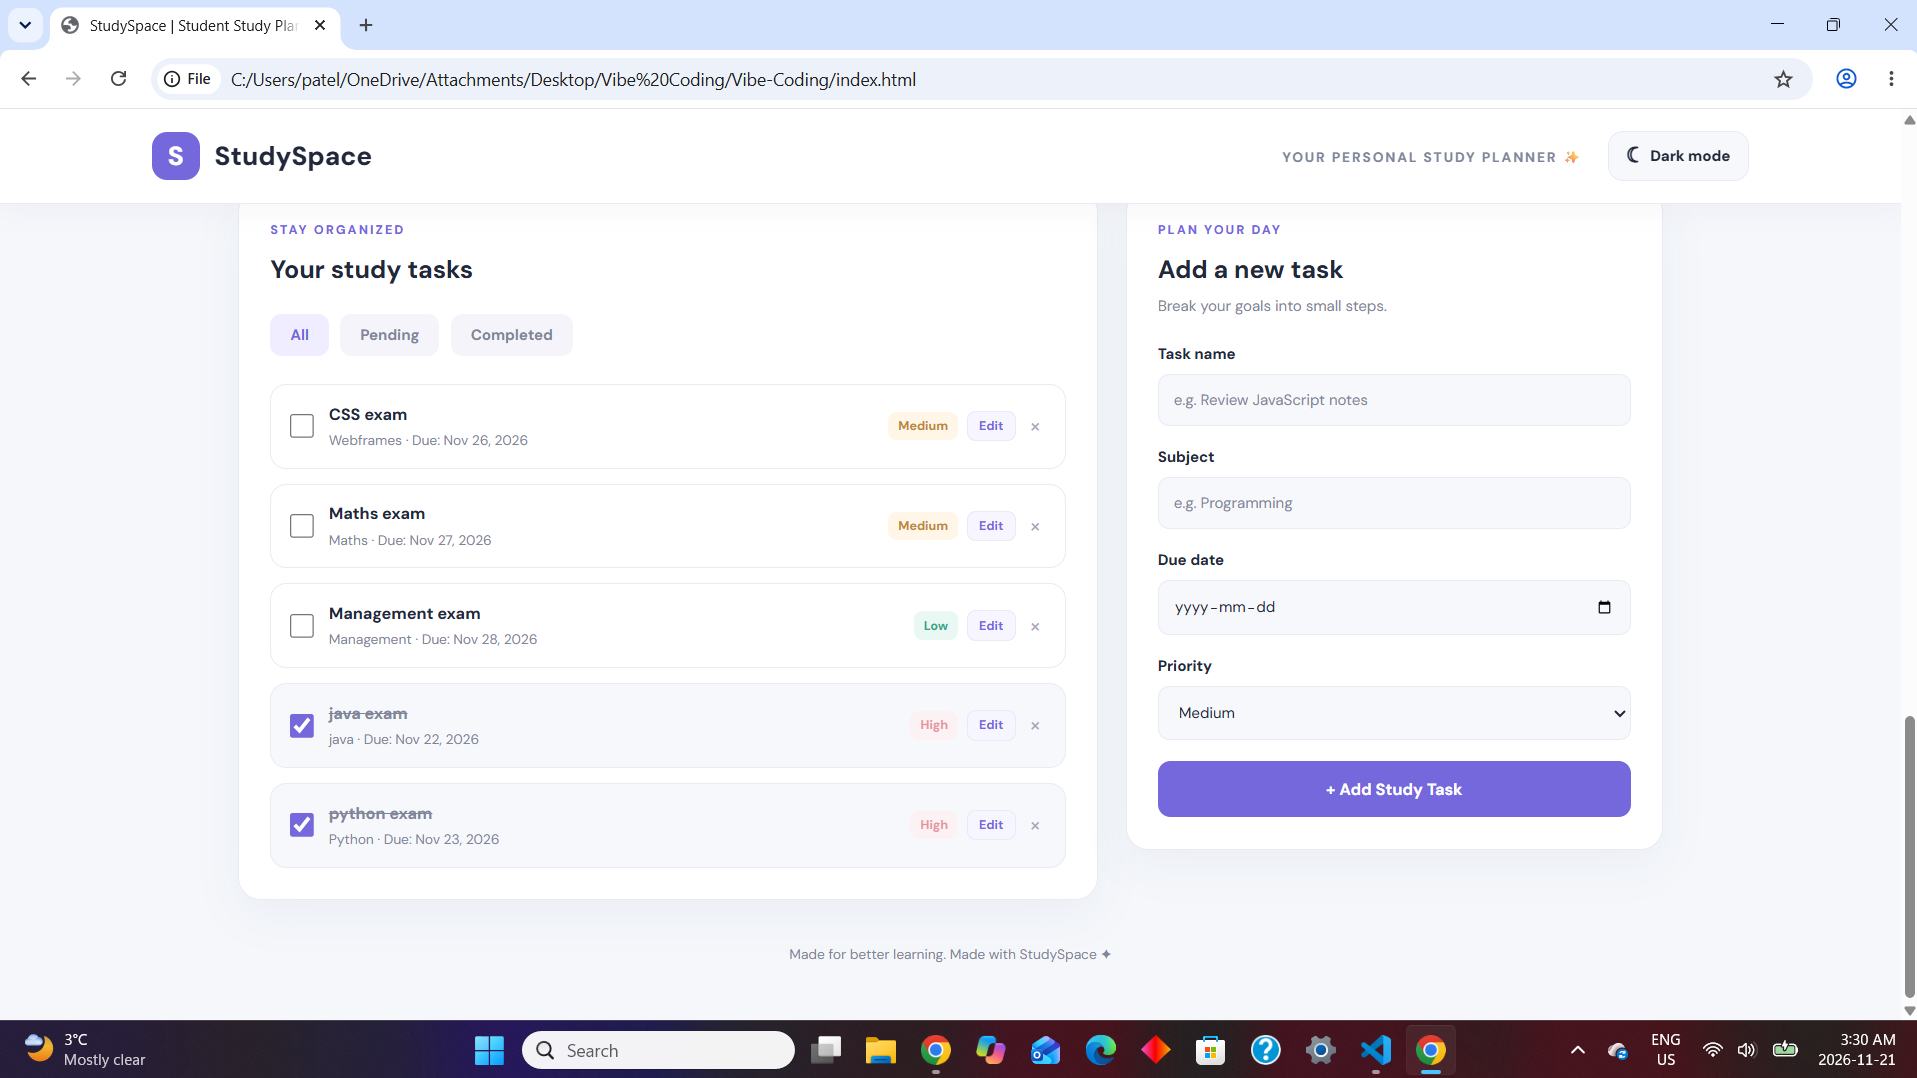 StudySpace | Student Study Pla
File
C:/Users/patel/OneDrive/Attachments/Desktop/Vibe%20Coding/Vibe-Coding/index.html
S
StudySpace
YOUR PERSONAL STUDY PLANNER ✨
Dark mode
STAY ORGANIZED
Your study tasks
All
Pending
Completed
CSS exam
Webframes · Due: Nov 26, 2026
Medium
Edit
×
Maths exam
Maths · Due: Nov 27, 2026
Medium
Edit
×
Management exam
Management · Due: Nov 28, 2026
Low
Edit
×
java exam
java · Due: Nov 22, 2026
High
Edit
×
python exam
Python · Due: Nov 23, 2026
High
Edit
×
PLAN YOUR DAY
Add a new task
Break your goals into small steps.
Task name
e.g. Review JavaScript notes
Subject
e.g. Programming
Due date
yyyy-mm-dd
Priority
Medium
+ Add Study Task
Made for better learning. Made with StudySpace ✦
3°C
Mostly clear
Search
ENG
US
3:30 AM
2026-11-21